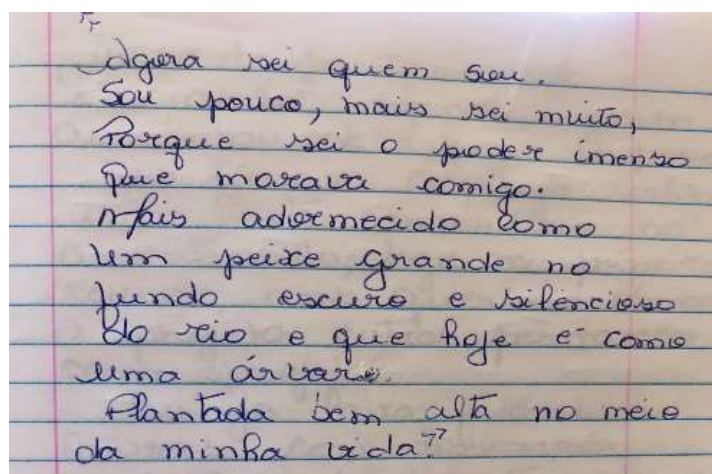 "
Agora sei quem sou.
Sou pouco, mais sei muito,
Porque sei o poder imenso
Que morava comigo.
Mais adormecido como
um peixe grande no
fundo escuro e silencioso
do rio e que hoje é como
uma árvare.
Plantada bem alta no meio
da minha vida."